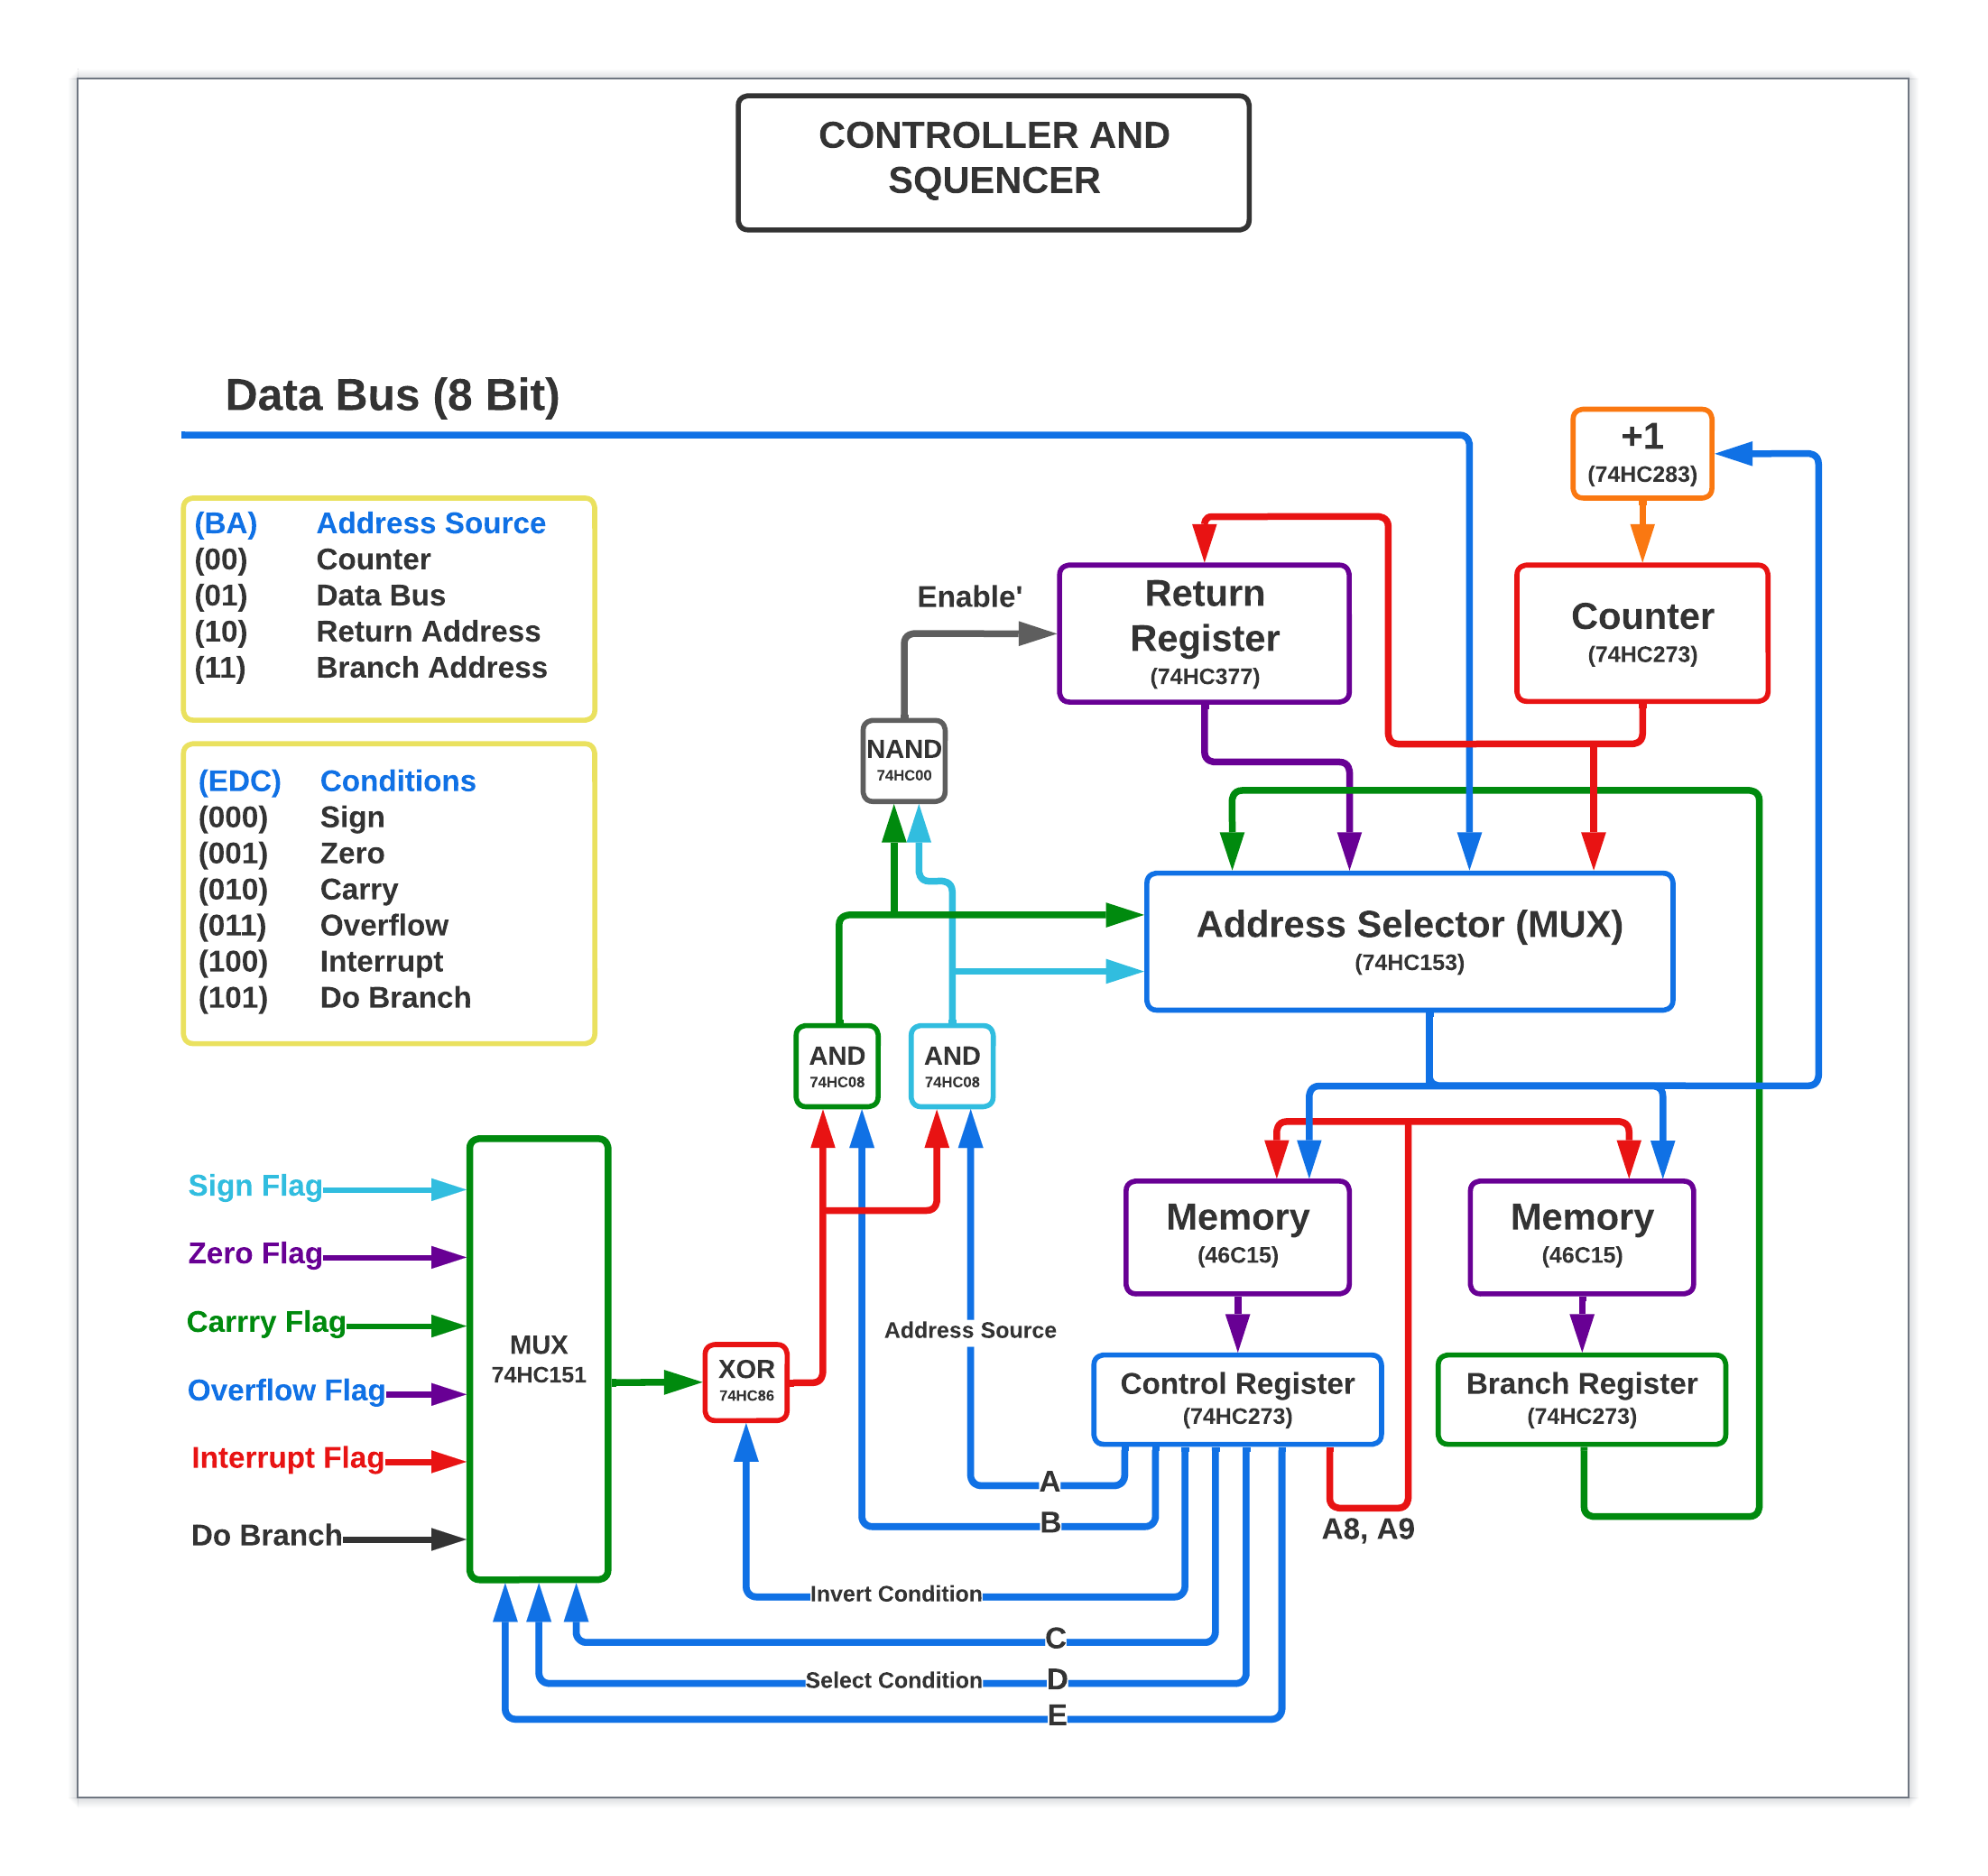 CONTROLLER AND
SQUENCER
Data Bus (8 Bit)
+1
(74HC283)
(BA) Address Source
(00) Counter
(01) Data Bus
(10) Return Address
(11) Branch Address
Enable'
Return
Register
(74HC377)
Counter
(74HC273)
NAND
74HC00
(EDC) Conditions
(000) Sign
(001) Zero
(010) Carry
(011) Overflow
(100) Interrupt
(101) Do Branch
Address Selector (MUX)
(74HC153)
AND
74HC08
AND
74HC08
Sign Flag
Zero Flag
Carrry Flag
Overflow Flag
Interrupt Flag
Do Branch
MUX
74HC151
XOR
74HC86
Address Source
Memory
(46C15)
Memory
(46C15)
Control Register
(74HC273)
Branch Register
(74HC273)
A
B
A8, A9
Invert Condition
C
Select Condition D
E